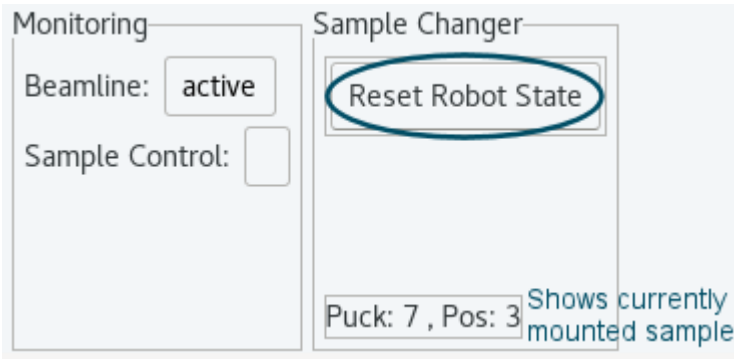 Monitoring
Beamline: active
Sample Control:
Sample Changer
Reset Robot State
Puck: 7 , Pos: 3
Shows currently
mounted sample